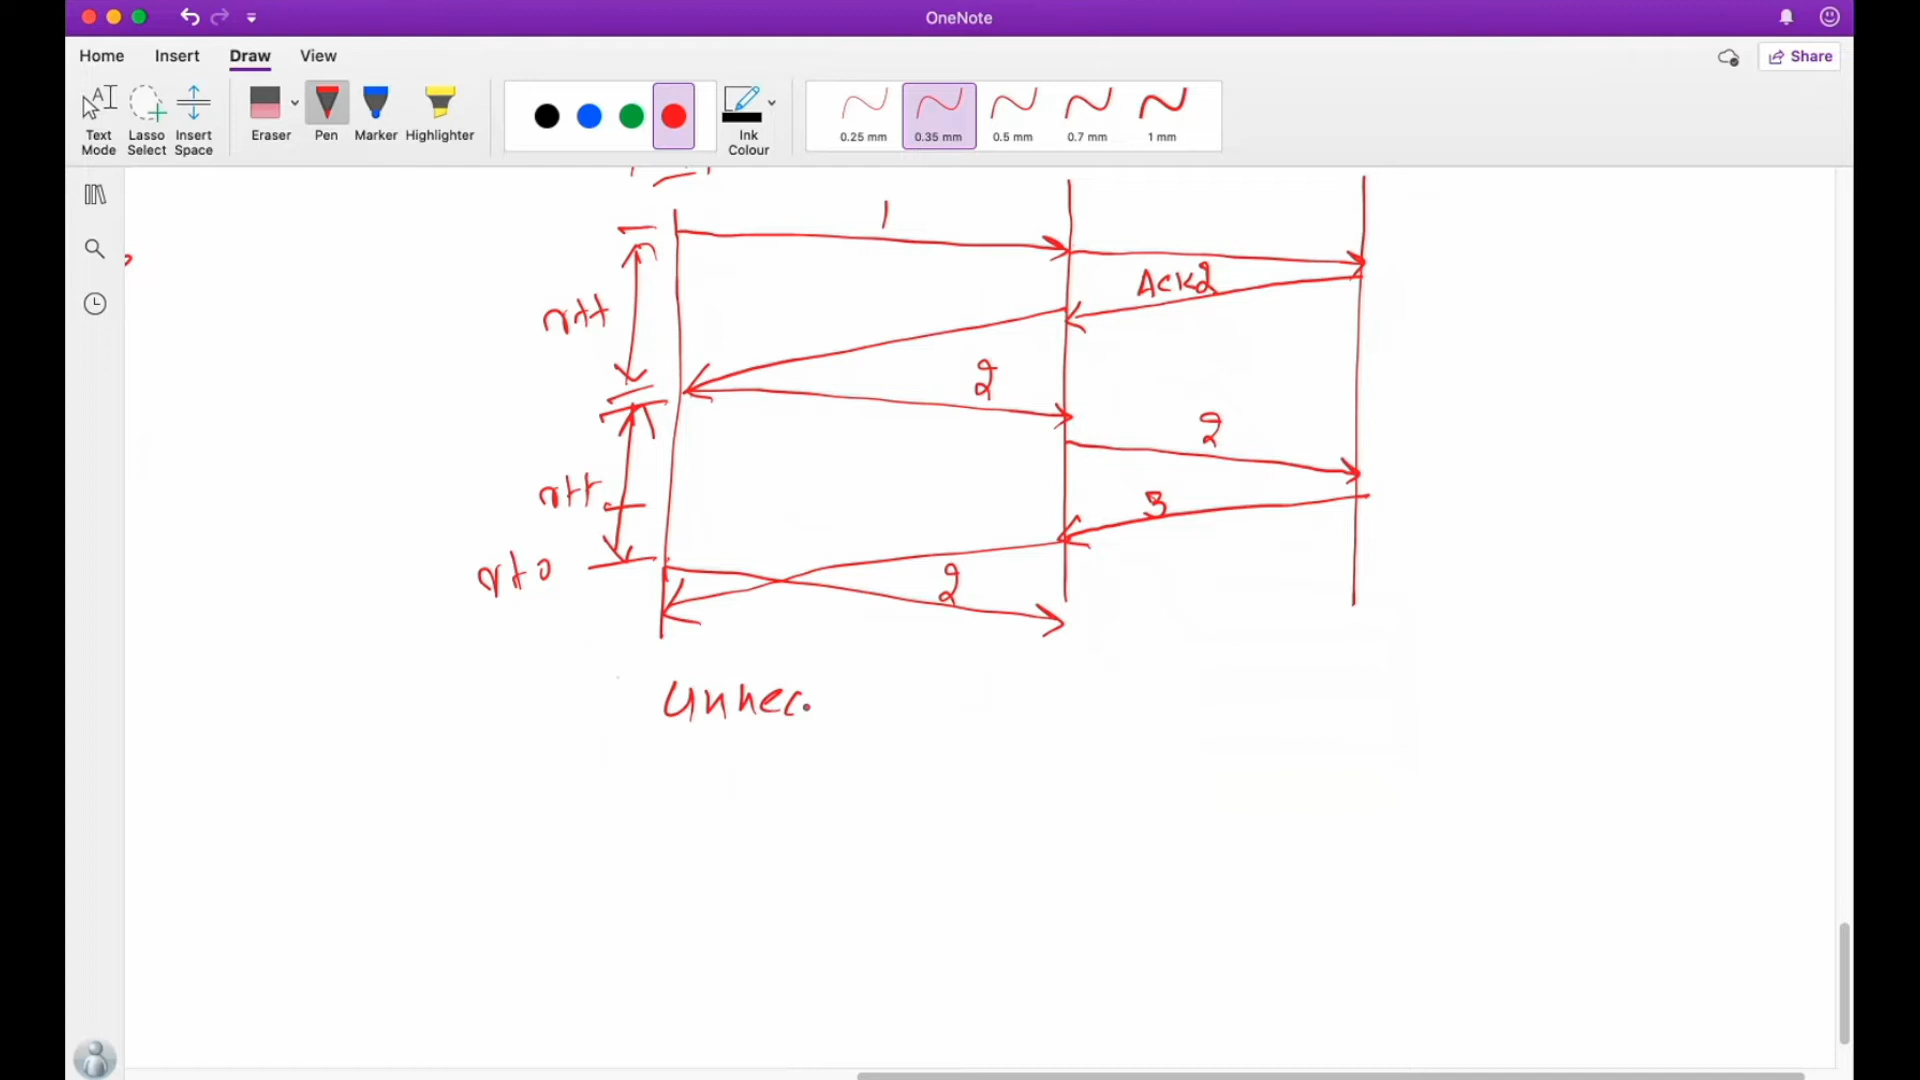 OneNote
Home Insert Draw View Share
Text Mode
Lasso Select
Insert Space
Eraser
Pen
Marker
Highlighter
Ink Colour
0.25 mm
0.35 mm
0.5 mm
0.7 mm
1 mm
1
Ack2
rtt
2
2
rtt
3
rto
2
unnec